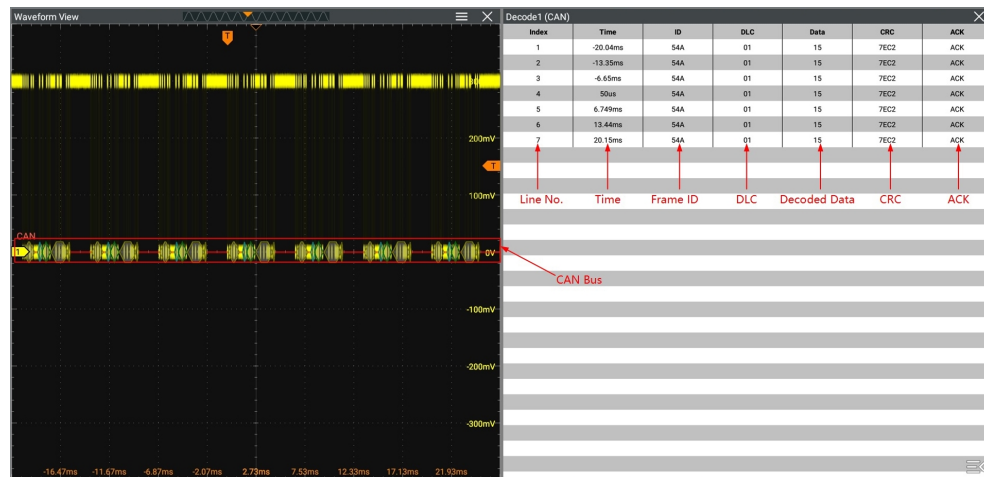 Waveform View
Decode1 (CAN)
Index Time ID DLC Data CRC ACK
1 -20.04ms 54A 01 15 7EC2 ACK
2 -13.35ms 54A 01 15 7EC2 ACK
3 -6.65ms 54A 01 15 7EC2 ACK
4 50us 54A 01 15 7EC2 ACK
5 6.749ms 54A 01 15 7EC2 ACK
6 13.44ms 54A 01 15 7EC2 ACK
7 20.15ms 54A 01 15 7EC2 ACK
Line No. Time Frame ID DLC Decoded Data CRC ACK
T
200mV
T
100mV
CAN
1
0V
CAN Bus
-100mV
-200mV
-300mV
-16.47ms -11.67ms -6.87ms -2.07ms 2.73ms 7.53ms 12.33ms 17.13ms 21.93ms